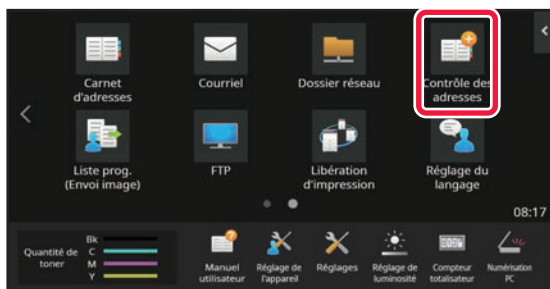 Carnet
d'adresses
Courriel
Dossier réseau
Contrôle des
adresses
Liste prog.
(Envoi image)
FTP
Libération
d'impression
Réglage du
langage
08:17
Quantité de
toner
Bk
C
M
Y
Manuel
utilisateur
Réglage de
l'appareil
Réglages
Réglage de
luminosité
Compteur
totalisateur
Numérisation
PC